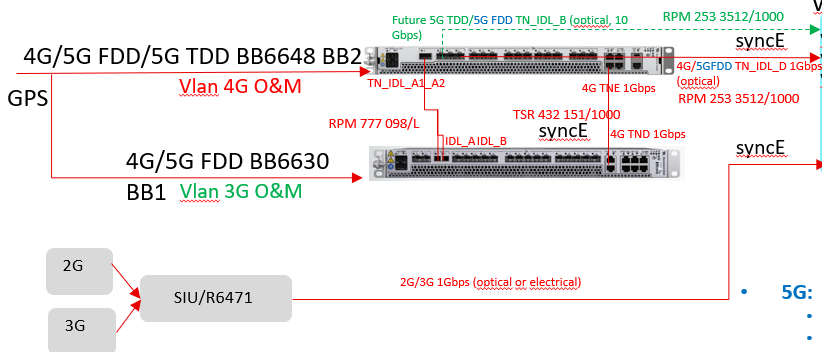 V
Future 5G TDD/5G FDD TN_IDL_B (optical, 10
Gbps)
RPM 253 3512/1000
syncE
4G/5G FDD/5G TDD BB6648 BB2
4G/5GFDD TN_IDL_D 1Gbps
(optical)
Vlan 4G O&M
TN_IDL_A1_A2
4G TNE 1Gbps
RPM 253 3512/1000
GPS
TSR 432 151/1000
RPM 777 098/L
syncE
4G TND 1Gbps
IDL_A IDL_B
syncE
4G/5G FDD BB6630
BB1
Vlan 3G O&M
2G
2G/3G 1Gbps (optical or electrical)
SIU/R6471
• 5G:
3G
•
•